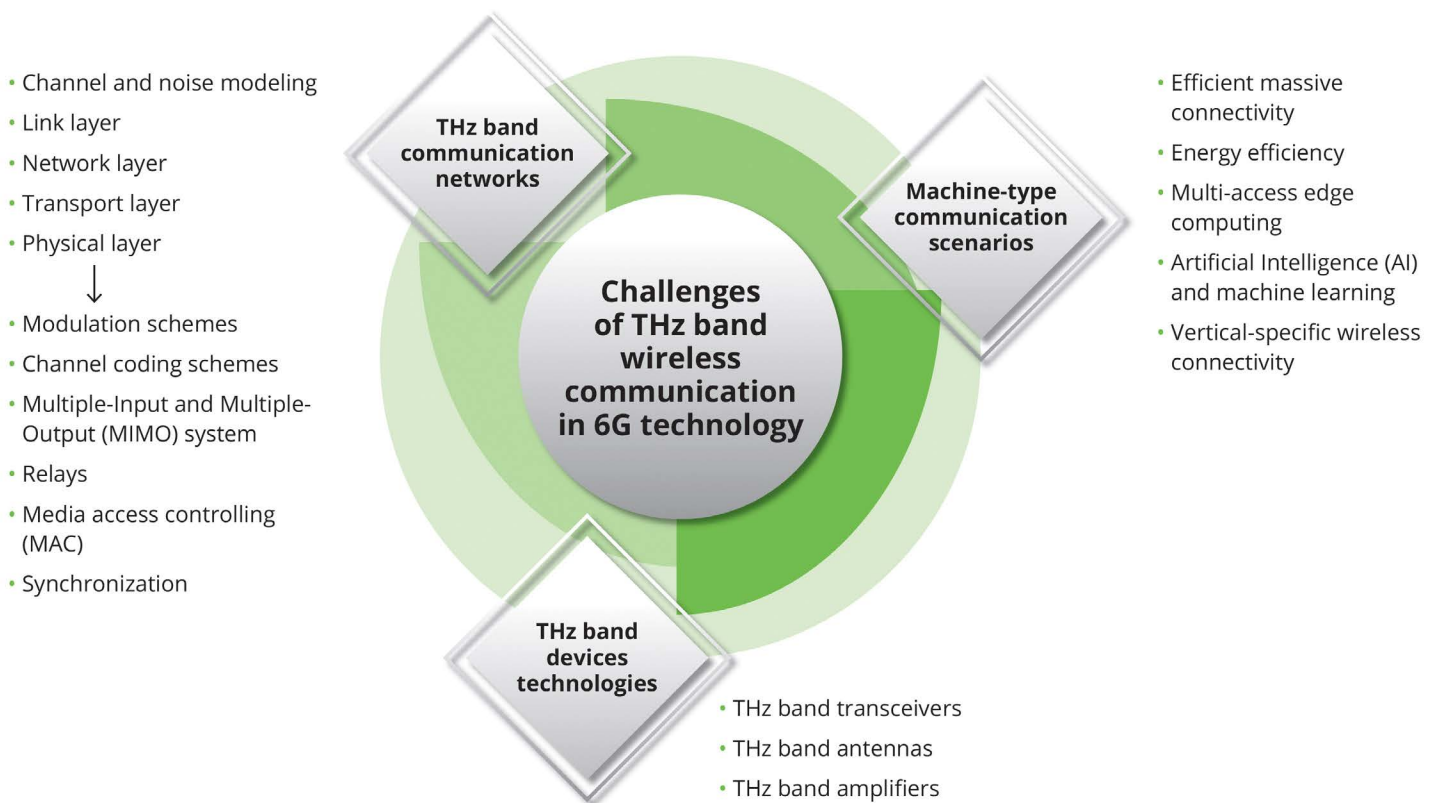 • Channel and noise modeling
• Link layer
• Network layer
• Transport layer
• Physical layer
• Modulation schemes
• Channel coding schemes
• Multiple-Input and Multiple-
Output (MIMO) system
• Relays
• Media access controlling
(MAC)
• Synchronization
THz band
communication
networks
Challenges
of THz band
wireless
communication
in 6G technology
Machine-type
communication
scenarios
• Efficient massive
connectivity
• Energy efficiency
• Multi-access edge
computing
• Artificial Intelligence (AI)
and machine learning
• Vertical-specific wireless
connectivity
THz band
devices
technologies
• THz band transceivers
• THz band antennas
• THz band amplifiers